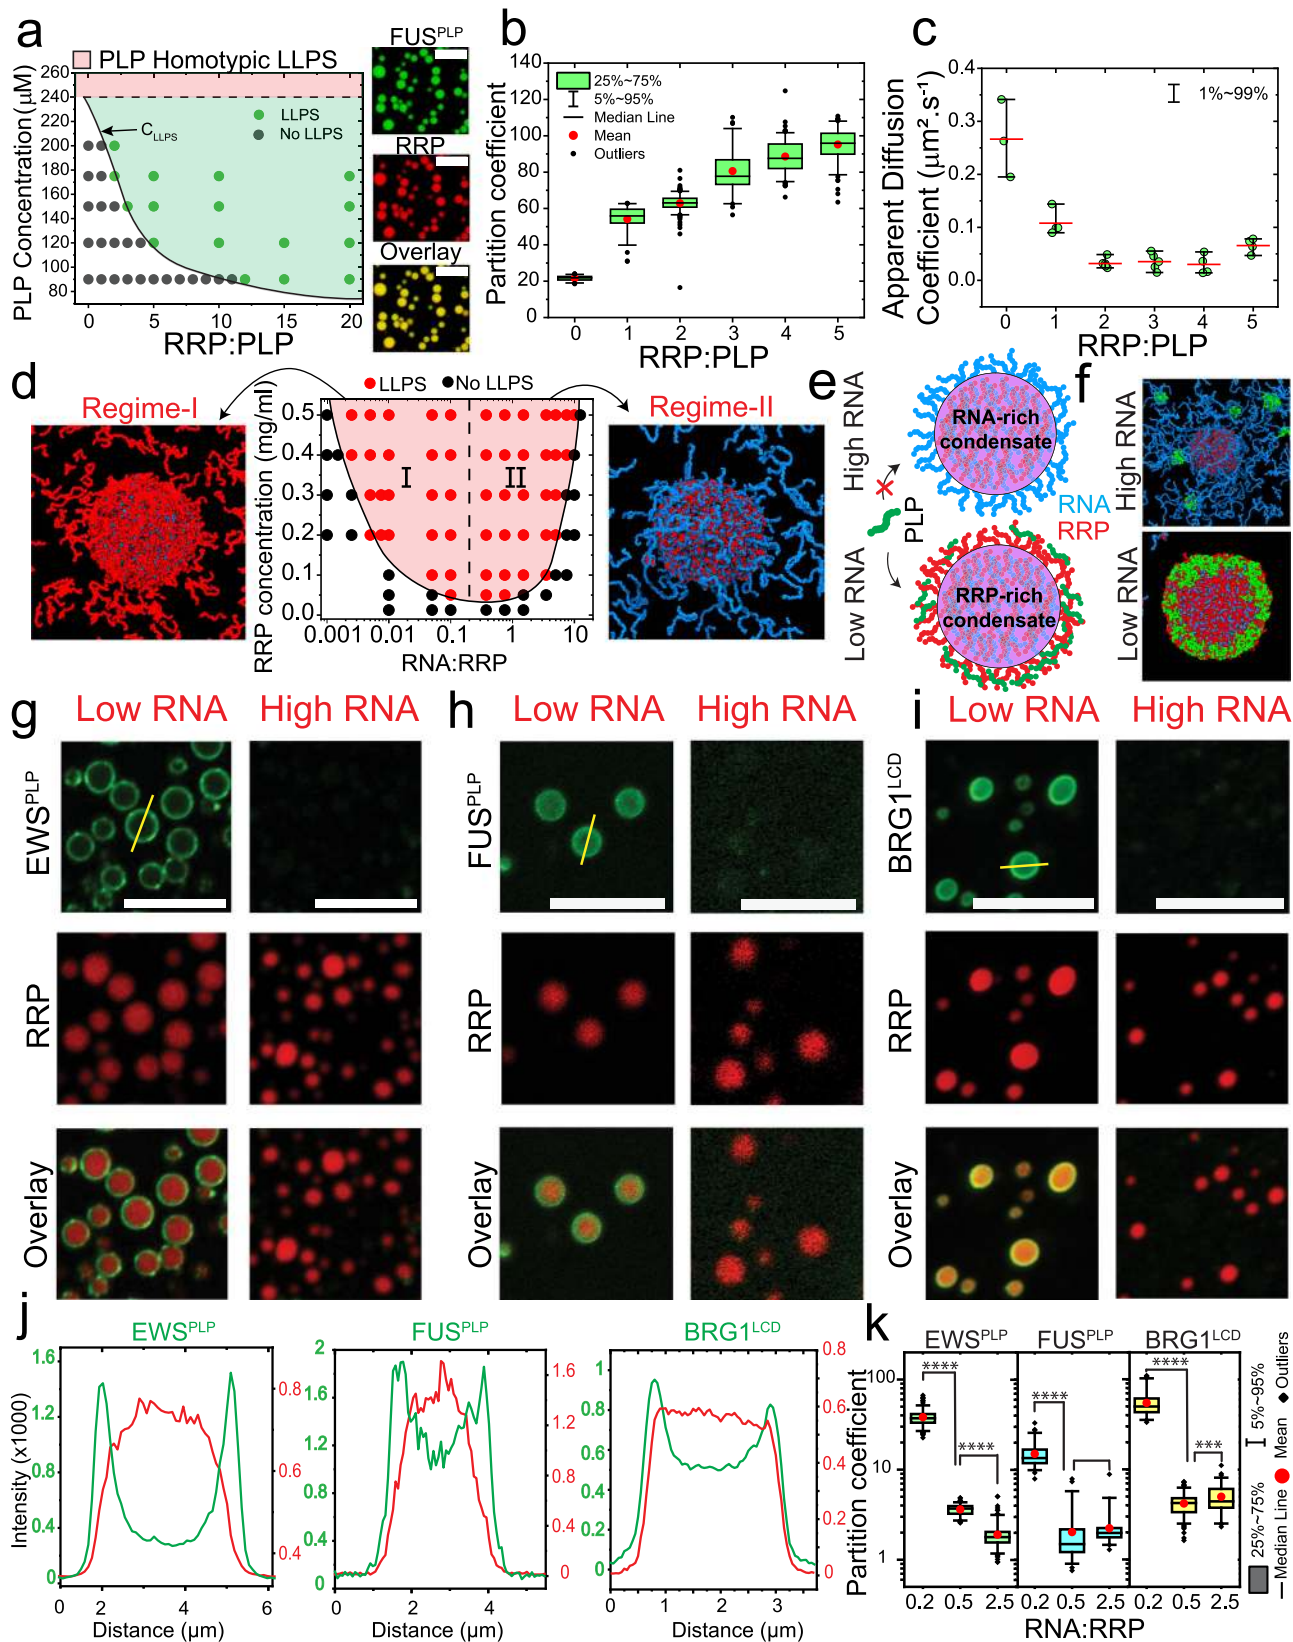 a
PLP Homotypic LLPS
PLP Concentration (μM)
260
240
220
200
180
160
140
120
100
80
C_LLPS
LLPS
No LLPS
0 5 10 15 20
RRP:PLP
FUS^PLP
RRP
Overlay
b
Partition coefficient
140
120
100
80
60
40
20
0
25%~75%
5%~95%
Median Line
Mean
Outliers
0 1 2 3 4 5
RRP:PLP
c
Apparent Diffusion
Coefficient (μm².s⁻¹)
0.4
0.3
0.2
0.1
0.0
1%~99%
0 1 2 3 4 5
RRP:PLP
d
Regime-I
LLPS No LLPS
Regime-II
RRP concentration (mg/ml)
0.5
0.4
0.3
0.2
0.1
0.0
I II
0.001 0.01 0.1 1 10
RNA:RRP
e
High RNA
Low RNA
RNA-rich
condensate
PLP
RNA
RRP
RRP-rich
condensate
f
High RNA
Low RNA
g
Low RNA High RNA
EWS^PLP
RRP
Overlay
h
Low RNA High RNA
FUS^PLP
RRP
Overlay
i
Low RNA High RNA
BRG1^LCD
RRP
Overlay
j
EWS^PLP
Intensity (x1000)
1.6
1.2
0.8
0.4
0
0.8
0.6
0.4
0 2 4 6
Distance (μm)
FUS^PLP
2
1.6
1.2
0.8
0.4
0
1.6
1.2
0.8
0.4
0
0 2 4 6
Distance (μm)
BRG1^LCD
1
0.8
0.6
0.4
0.2
0
0.8
0.6
0.4
0.2
0
0 1 2 3
Distance (μm)
k
EWS^PLP FUS^PLP BRG1^LCD
Partition coefficient
100
10
1
**** **** **** **** ***
0.2 0.5 2.5 0.2 0.5 2.5 0.2 0.5 2.5
RNA:RRP
25%~75% 5%~95%
Median Line Mean Outliers